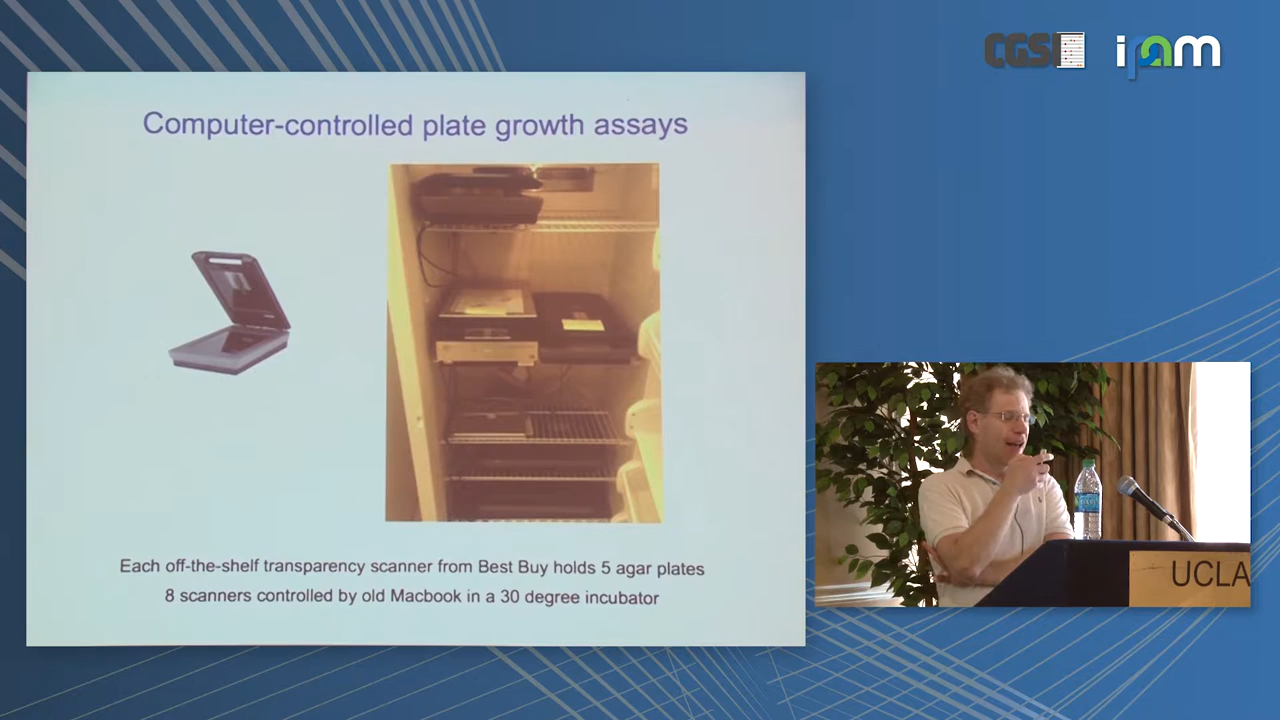 CGSI
ipam
Computer-controlled plate growth assays
Each off-the-shelf transparency scanner from Best Buy holds 5 agar plates
8 scanners controlled by old Macbook in a 30 degree incubator
UCLA